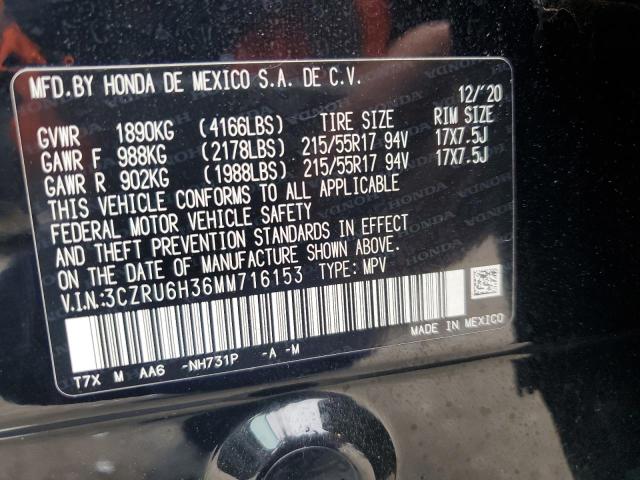 MFD.BY HONDA DE MEXICO S.A. DE C.V.
12/'20
GVWR 1890KG (4166LBS) TIRE SIZE RIM SIZE
GAWR F 988KG (2178LBS) 215/55R17 94V 17X7.5J
GAWR R 902KG (1988LBS) 215/55R17 94V 17X7.5J
THIS VEHICLE CONFORMS TO ALL APPLICABLE
FEDERAL MOTOR VEHICLE SAFETY
AND THEFT PREVENTION STANDARDS IN EFFECT
ON THE DATE OF MANUFACTURE SHOWN ABOVE.
V.I.N:3CZRU6H36MM716153 TYPE: MPV
MADE IN MEXICO
T7X M AA6 -NH731P -A -M